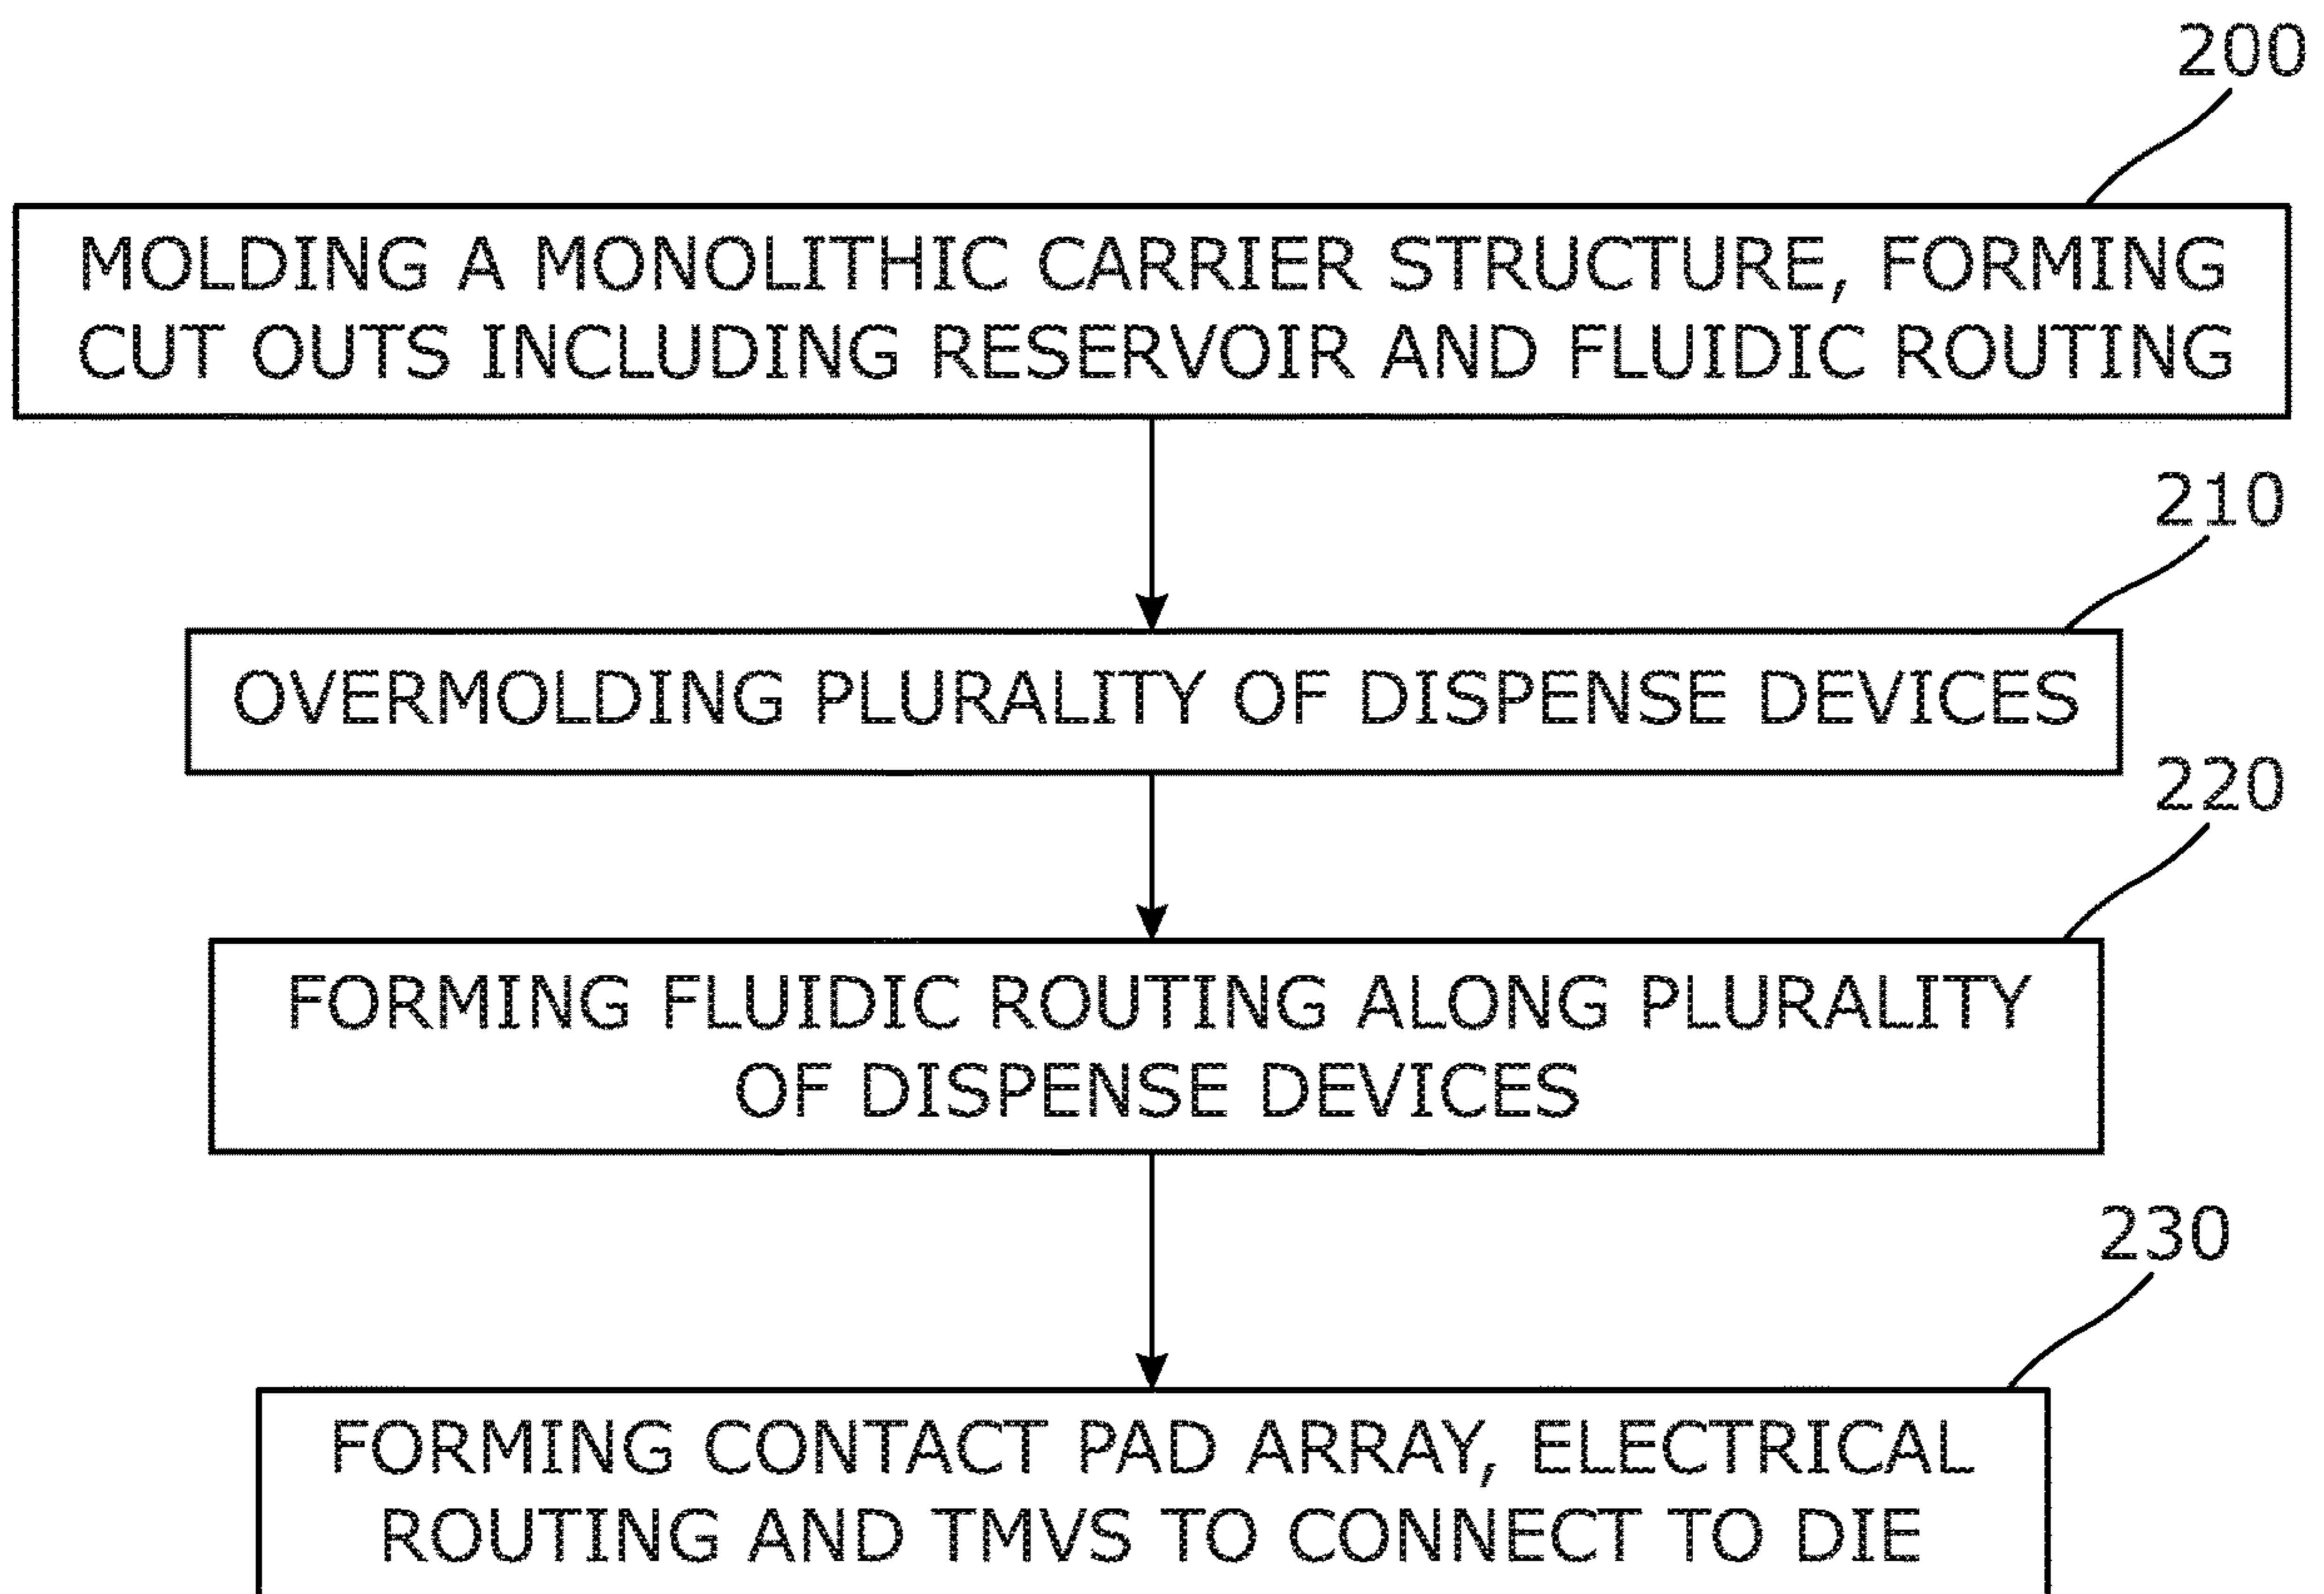 200
MOLDING A MONOLITHIC CARRIER STRUCTURE, FORMING
CUT OUTS INCLUDING RESERVOIR AND FLUIDIC ROUTING
210
OVERMOLDING PLURALITY OF DISPENSE DEVICES
220
FORMING FLUIDIC ROUTING ALONG PLURALITY
OF DISPENSE DEVICES
230
FORMING CONTACT PAD ARRAY, ELECTRICAL
ROUTING AND TMVS TO CONNECT TO DIE